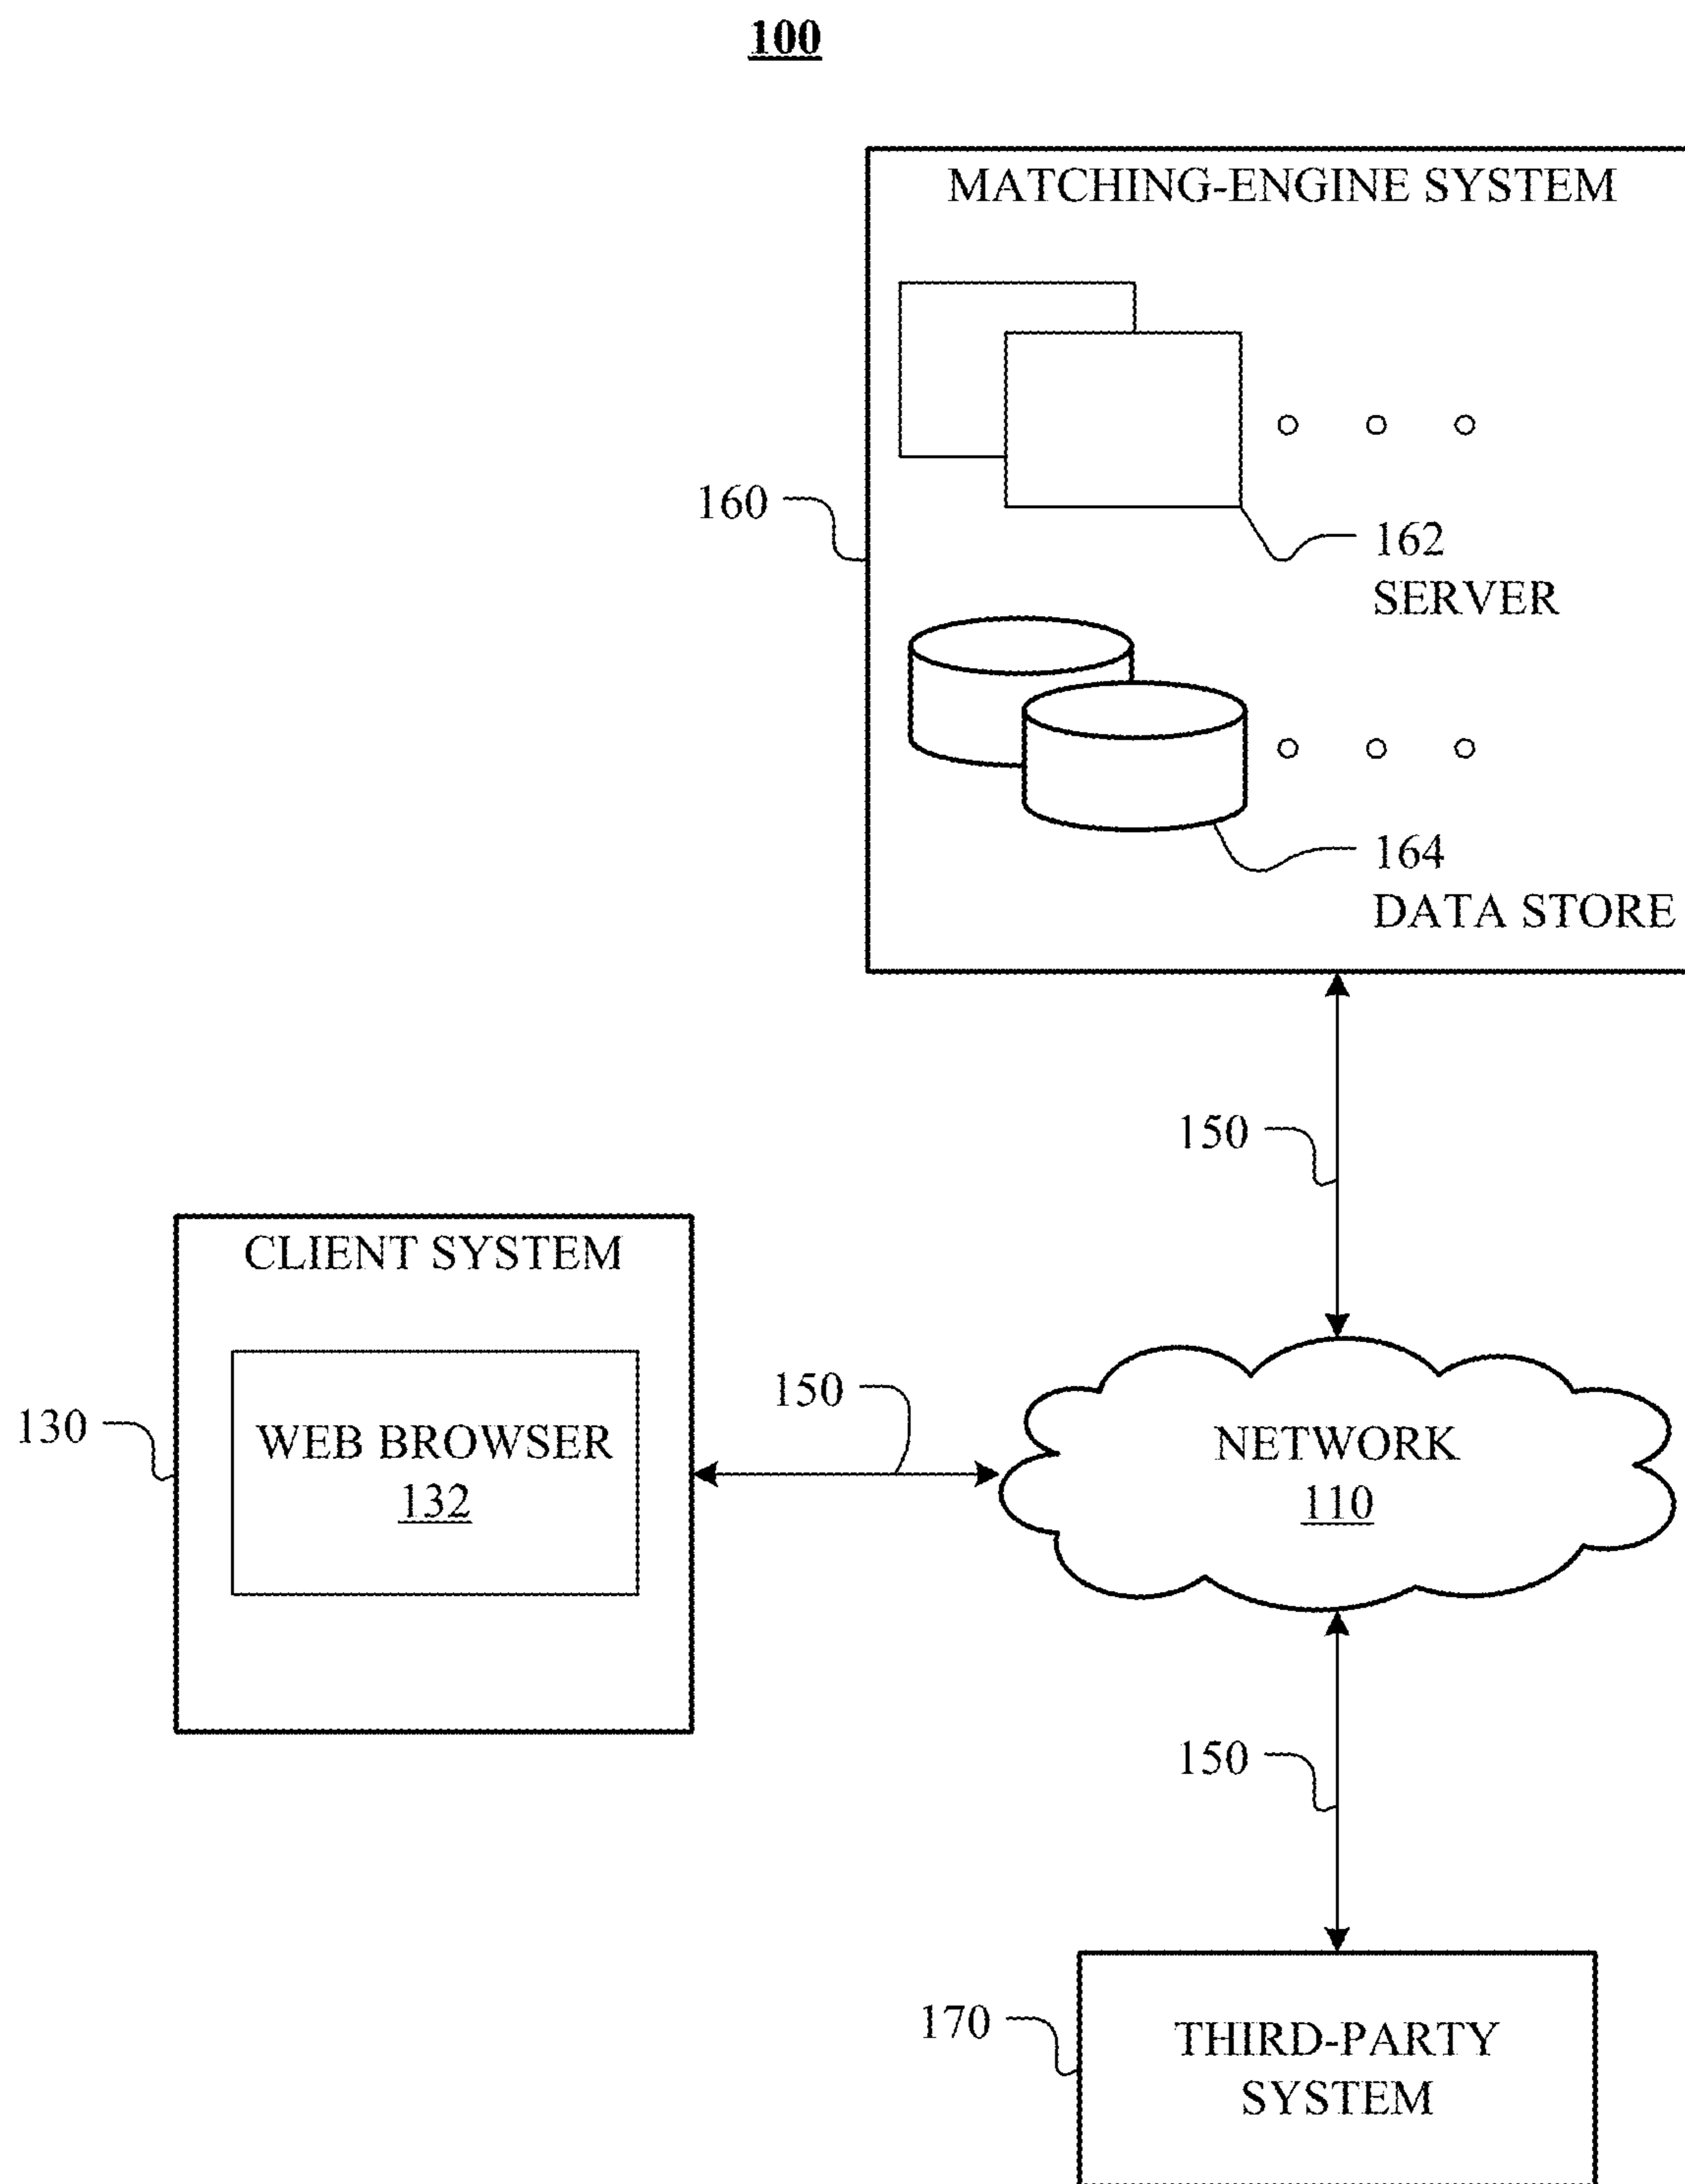 100
MATCHING-ENGINE SYSTEM
160
162
SERVER
164
DATA STORE
150
CLIENT SYSTEM
130
WEB BROWSER
132
150
NETWORK
110
150
170
THIRD-PARTY
SYSTEM